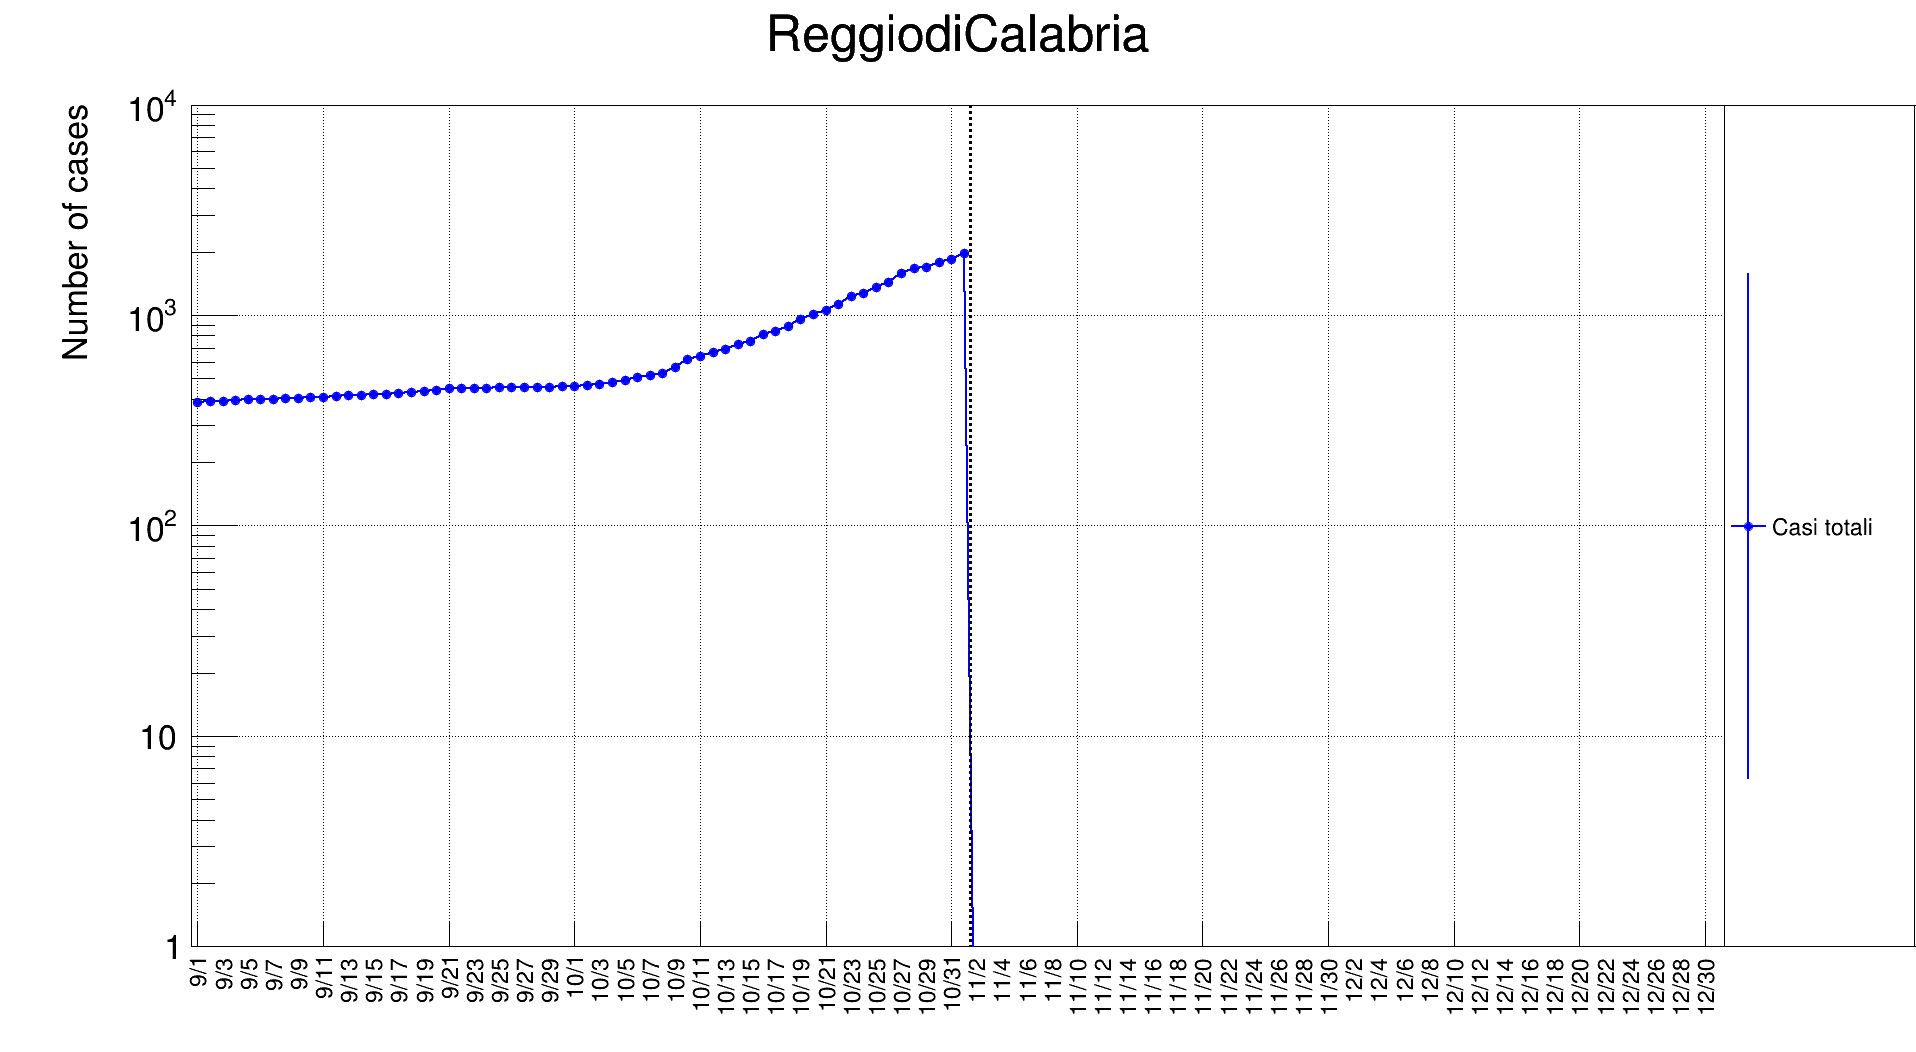 ReggiodiCalabria
Number of cases
10^4
10^3
10^2
10
1
9/1 9/3 9/5 9/7 9/9 9/11 9/13 9/15 9/17 9/19 9/21 9/23 9/25 9/27 9/29 10/1 10/3 10/5 10/7 10/9 10/11 10/13 10/15 10/17 10/19 10/21 10/23 10/25 10/27 10/29 10/31 11/2 11/4 11/6 11/8 11/10 11/12 11/14 11/16 11/18 11/20 11/22 11/24 11/26 11/28 11/30 12/2 12/4 12/6 12/8 12/10 12/12 12/14 12/16 12/18 12/20 12/22 12/24 12/26 12/28 12/30
Casi totali